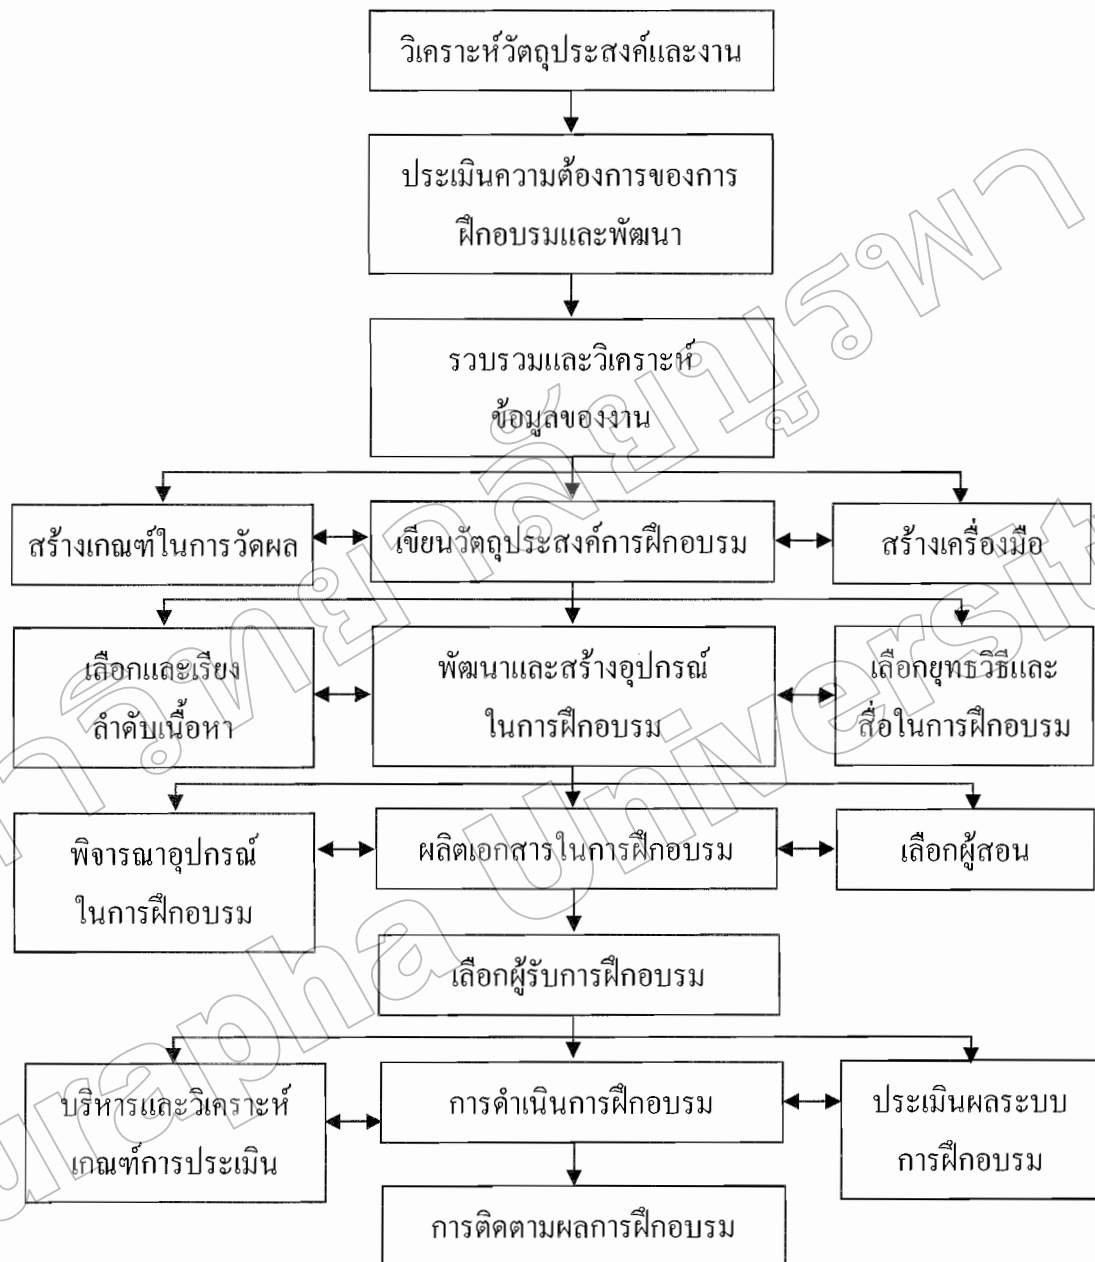 วิเคราะห์วัตถุประสงค์และงาน
ประเมินความต้องการของการ
ฝึกอบรมและพัฒนา
รวบรวมและวิเคราะห์
ข้อมูลของงาน
สร้างเกณฑ์ในการวัดผล
เขียนวัตถุประสงค์การฝึกอบรม
สร้างเครื่องมือ
เลือกและเรียง
ลำดับเนื้อหา
พัฒนาและสร้างอุปกรณ์
ในการฝึกอบรม
เลือกยุทธวิธีและ
สื่อในการฝึกอบรม
พิจารณาอุปกรณ์
ในการฝึกอบรม
ผลิตเอกสารในการฝึกอบรม
เลือกผู้สอน
เลือกผู้รับการฝึกอบรม
บริหารและวิเคราะห์
เกณฑ์การประเมิน
การดำเนินการฝึกอบรม
ประเมินผลระบบ
การฝึกอบรม
การติดตามผลการฝึกอบรม
วิทยาลัยบูรพา
urapha Universit